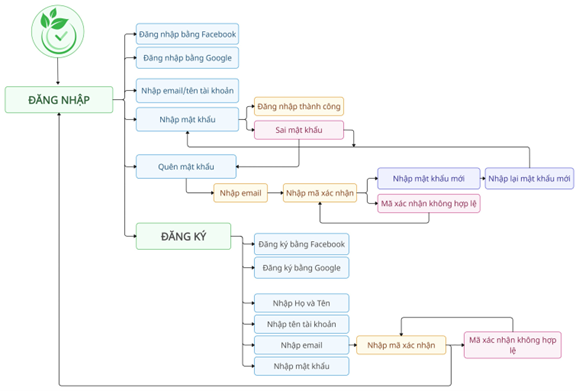 Đăng nhập bằng Facebook
Đăng nhập bằng Google
ĐĂNG NHẬP
Nhập email/tên tài khoản
Nhập mật khẩu
Đăng nhập thành công
Sai mật khẩu
Quên mật khẩu
Nhập email
Nhập mã xác nhận
Nhập mật khẩu mới
Nhập lại mật khẩu mới
Mã xác nhận không hợp lệ
ĐĂNG KÝ
Đăng ký bằng Facebook
Đăng ký bằng Google
Nhập Họ và Tên
Nhập tên tài khoản
Nhập email
Nhập mã xác nhận
Mã xác nhận không hợp
lệ
Nhập mật khẩu